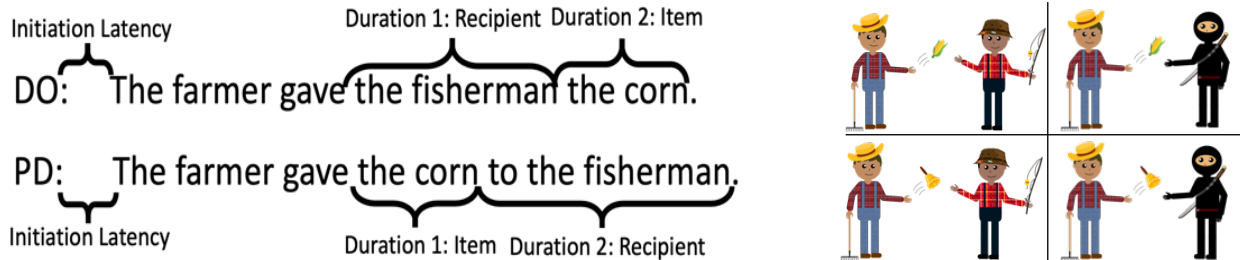 Duration 1: Recipient Duration 2: Item
Initiation Latency
DO: The farmer gave the fisherman the corn.
PD: The farmer gave the corn to the fisherman.
Initiation Latency
Duration 1: Item Duration 2: Recipient